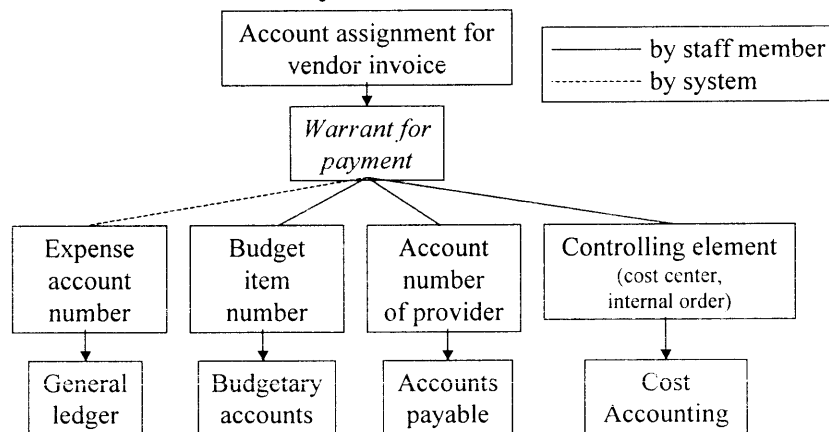 Account assignment for
vendor invoice
by staff member
by system
Warrant for
payment
Expense
account
number
Budget
item
number
Account
number
of provider
Controlling element
(cost center,
internal order)
General
ledger
Budgetary
accounts
Accounts
payable
Cost
Accounting